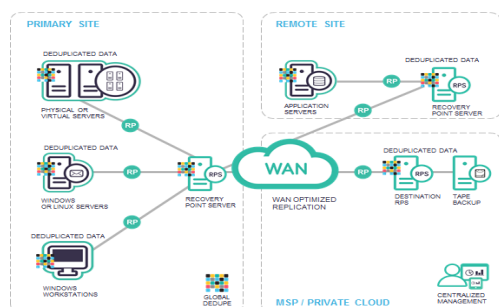 PRIMARY SITE
DEDUPLICATED DATA
PHYSICAL OR
VIRTUAL SERVERS
RP
DEDUPLICATED DATA
RP
WINDOWS
OR LINUX SERVERS
RPS
RECOVERY
POINT SERVER
DEDUPLICATED DATA
RP
WINDOWS
WORKSTATIONS
GLOBAL
DEDUPE
WAN
WAN OPTIMIZED
REPLICATION
REMOTE SITE
DEDUPLICATED DATA
RP
RPS
APPLICATION
SERVERS
RECOVERY
POINT SERVER
RP
DEDUPLICATED DATA
RP
RPS
DESTINATION
RPS
TAPE
BACKUP
MSP / PRIVATE CLOUD
CENTRALIZED
MANAGEMENT